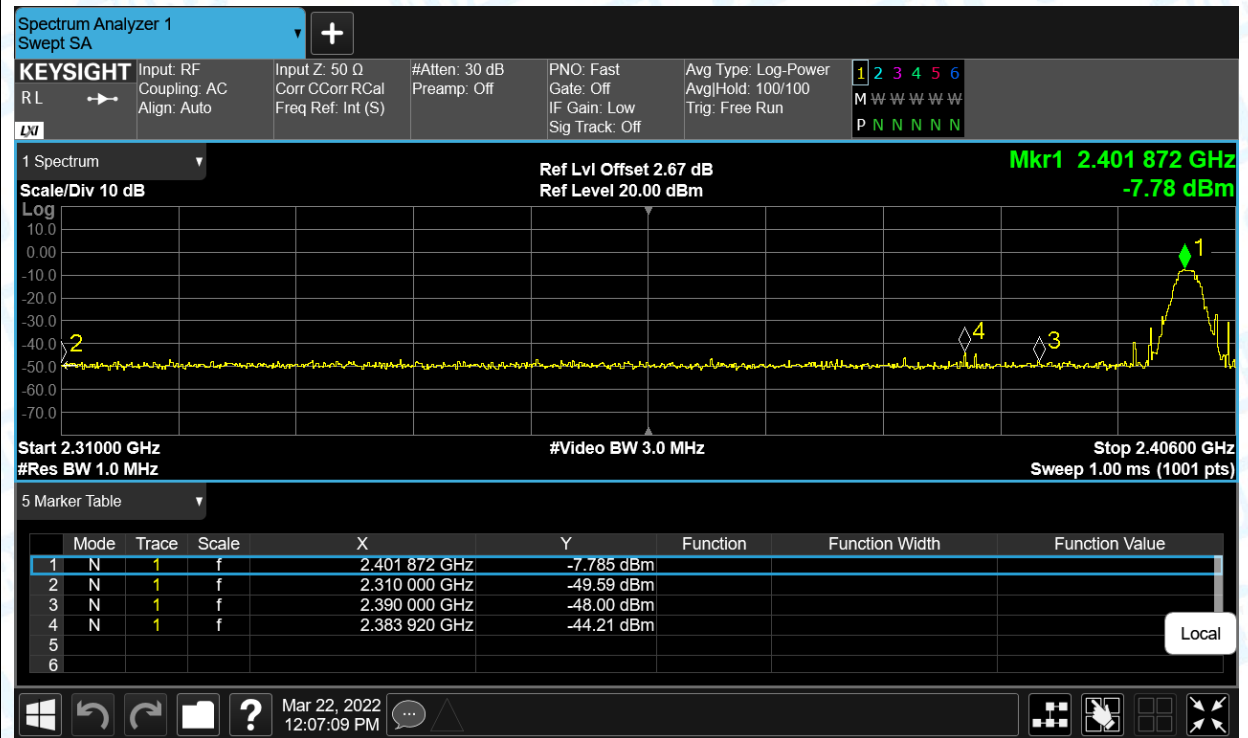 Spectrum Analyzer 1
Swept SA
+
KEYSIGHT
R L
LXI
Input: RF
Coupling: AC
Align: Auto
Input Z: 50 Ω
Corr CCorr RCal
Freq Ref: Int (S)
#Atten: 30 dB
Preamp: Off
PNO: Fast
Gate: Off
IF Gain: Low
Sig Track: Off
Avg Type: Log-Power
Avg|Hold: 100/100
Trig: Free Run
1 2 3 4 5 6
M W W W W W
P N N N N N
1 Spectrum
Scale/Div 10 dB
Ref Lvl Offset 2.67 dB
Ref Level 20.00 dBm
Mkr1 2.401 872 GHz
-7.78 dBm
Log
10.0
0.00
-10.0
-20.0
-30.0
-40.0
-50.0
-60.0
-70.0
1
2
4
3
Start 2.31000 GHz
#Video BW 3.0 MHz
Stop 2.40600 GHz
#Res BW 1.0 MHz
Sweep 1.00 ms (1001 pts)
5 Marker Table
Mode Trace Scale X Y Function Function Width Function Value
1 N 1 f 2.401 872 GHz -7.785 dBm
2 N 1 f 2.310 000 GHz -49.59 dBm
3 N 1 f 2.390 000 GHz -48.00 dBm
4 N 1 f 2.383 920 GHz -44.21 dBm
5
6
Local
?
Mar 22, 2022
12:07:09 PM